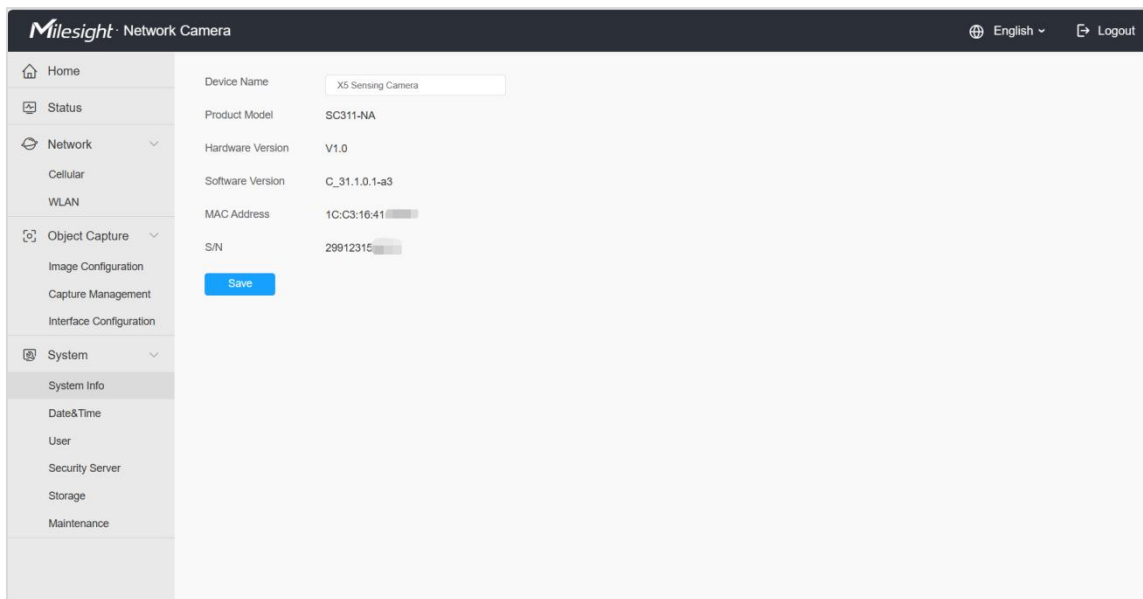 Milesight · Network Camera
English
Logout
Home
Status
Network
Cellular
WLAN
Object Capture
Image Configuration
Capture Management
Interface Configuration
System
System Info
Date&Time
User
Security Server
Storage
Maintenance
Device Name X5 Sensing Camera
Product Model SC311-NA
Hardware Version V1.0
Software Version C_31.1.0.1-a3
MAC Address 1C:C3:16:41
S/N 29912315
Save